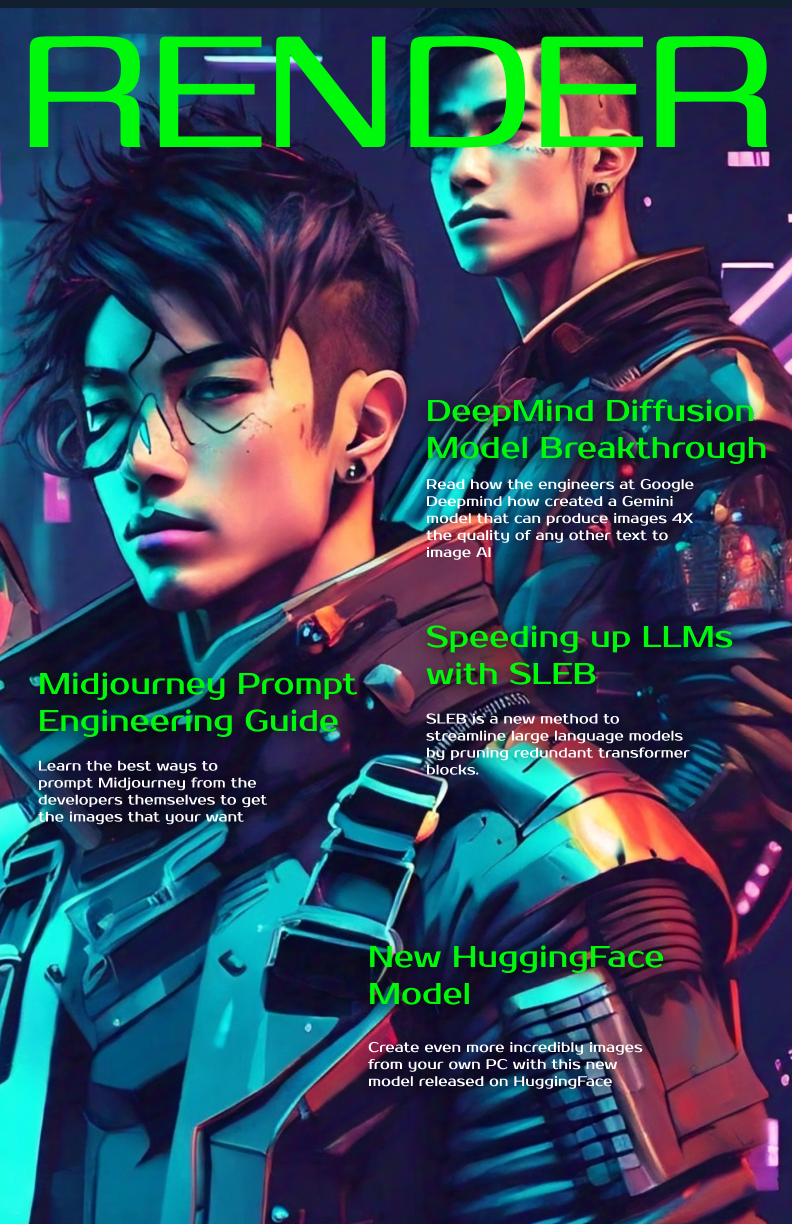 RENDER
DeepMind Diffusion
Model Breakthrough
Read how the engineers at Google
Deepmind how created a Gemini
model that can produce images 4X
the quality of any other text to
image AI
Speeding up LLMs
with SLEB
SLEB is a new method to
streamline large language models
by pruning redundant transformer
blocks.
Midjourney Prompt
Engineering Guide
Learn the best ways to
prompt Midjourney from the
developers themselves to get
the images that your want
New HuggingFace
Model
Create even more incredibly images
from your own PC with this new
model released on HuggingFace